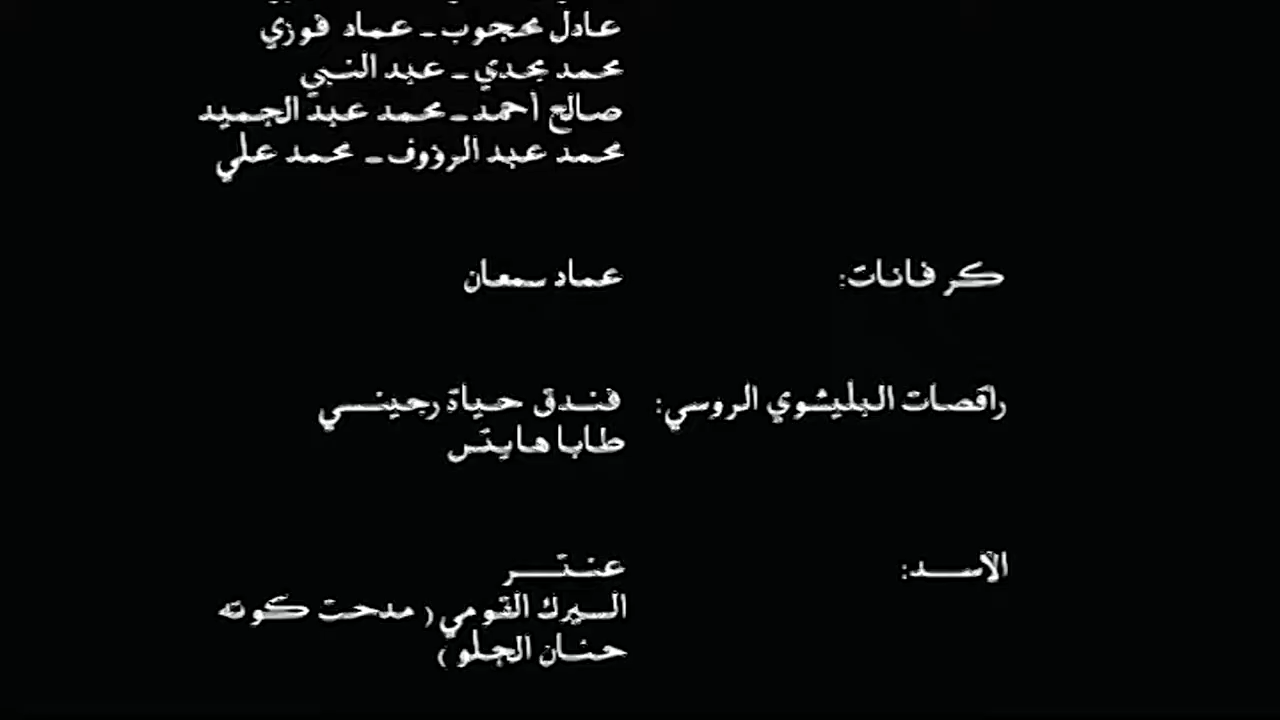 عادل محجوب ـ عماد فوزي
محمد مجدي ـ عبد النبي
صالح أحمد ـ محمد عبد الحميد
محمد عبد الرؤوف ـ محمد علي
كرفانات: عماد سمعان
راقصات البليشوي الروسي: فندق حياة رجينسي
طابا هايتس
الأسد: عنتر
السيرك القومي ( مدحت كوته
حنان الحلو )